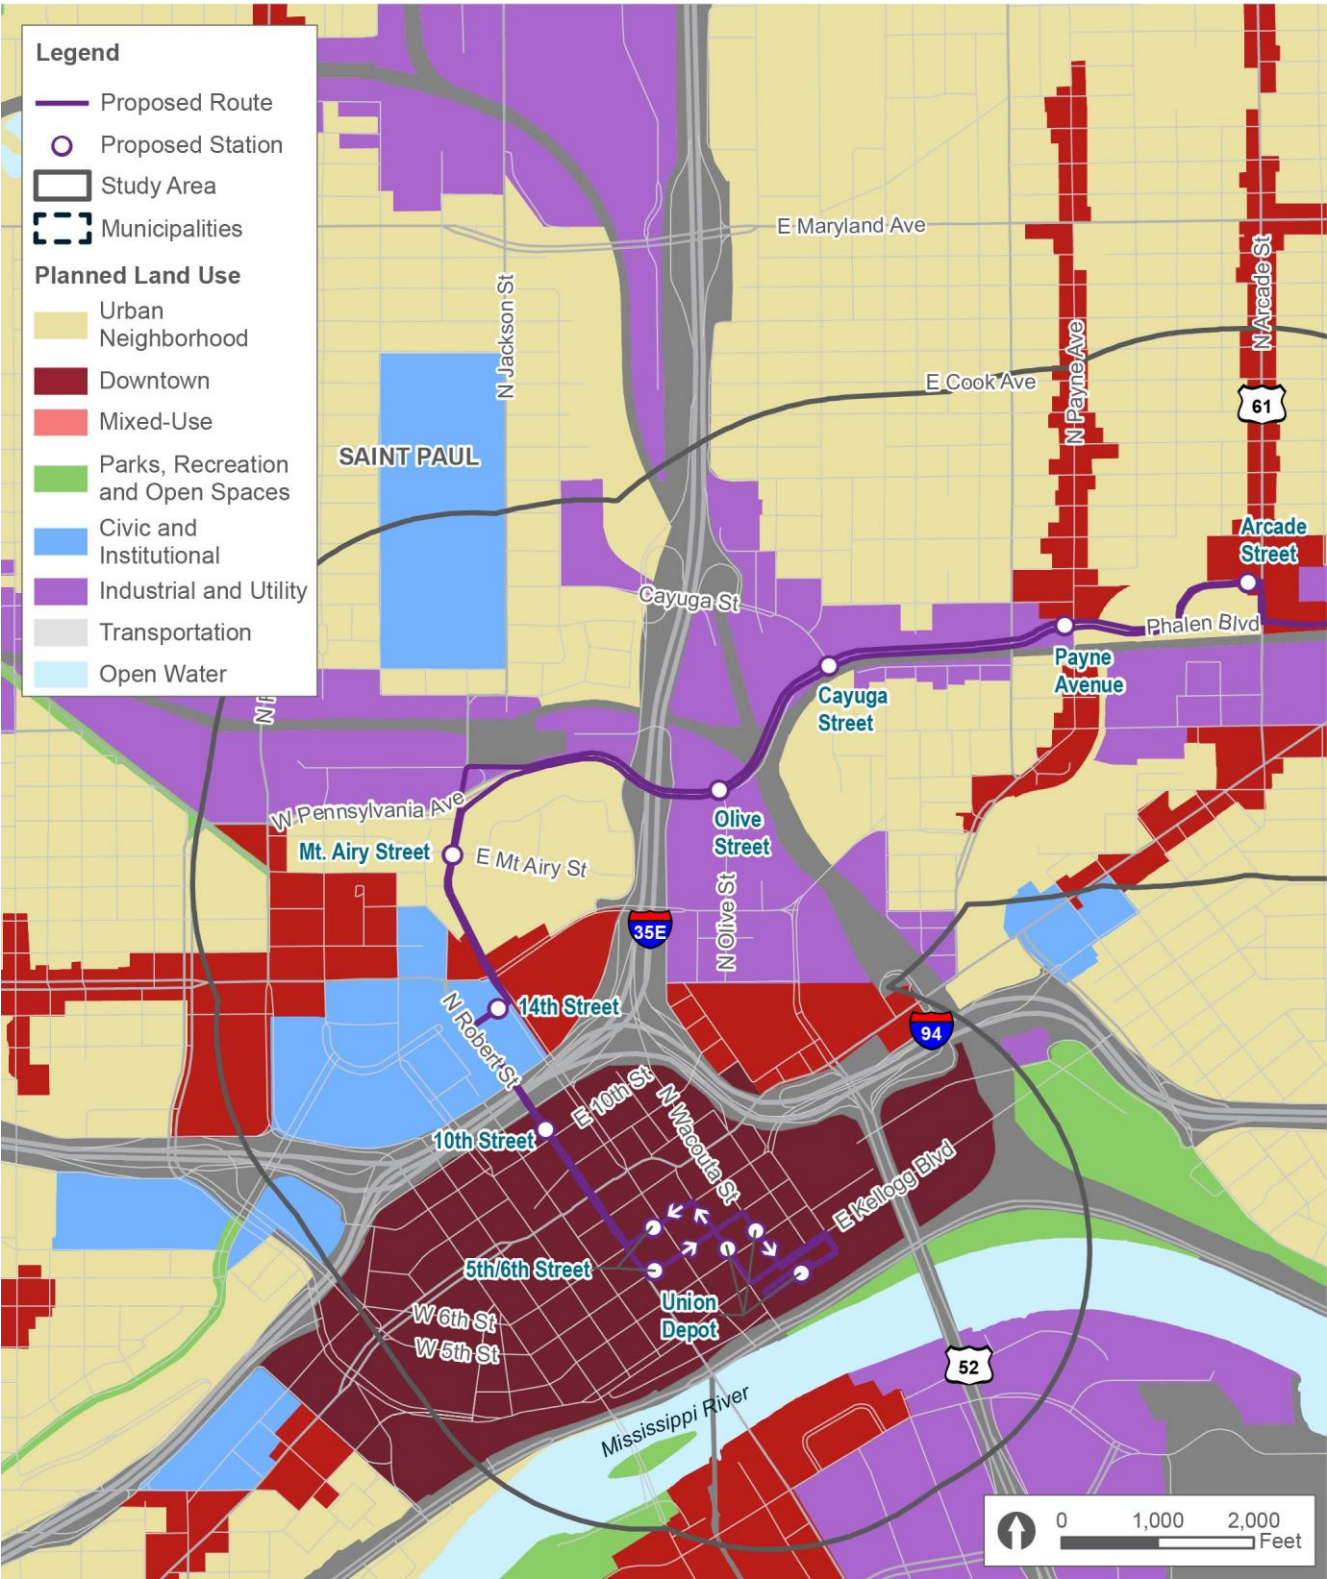 Legend
Proposed Route
Proposed Station
Study Area
Municipalities
Planned Land Use
Urban
Neighborhood
Downtown
Mixed-Use
Parks, Recreation
and Open Spaces
Civic and
Institutional
Industrial and Utility
Transportation
Open Water
E Maryland Ave
N Jackson St
N Arcade St
N Payne Ave
E Cook Ave
61
SAINT PAUL
Arcade
Street
Cayuga St
Phalen Blvd
Payne
Avenue
Cayuga
Street
W Pennsylvania Ave
Olive
Street
Mt. Airy Street
E Mt Airy St
N Olive St
35E
14th Street
N Robert St
94
E 10th St
N Wacouta St
10th Street
E Kellogg Blvd
5th/6th Street
Union
Depot
W 6th St
W 5th St
52
Mississippi River
0 1,000 2,000
Feet